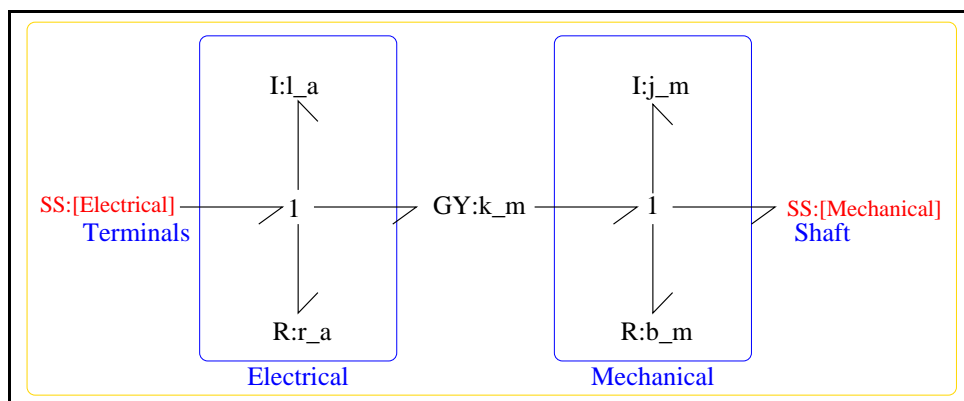 I:l_a
I:j_m
SS:[Electrical] 1 GY:k_m 1 SS:[Mechanical]
Terminals
Shaft
R:r_a
R:b_m
Electrical
Mechanical